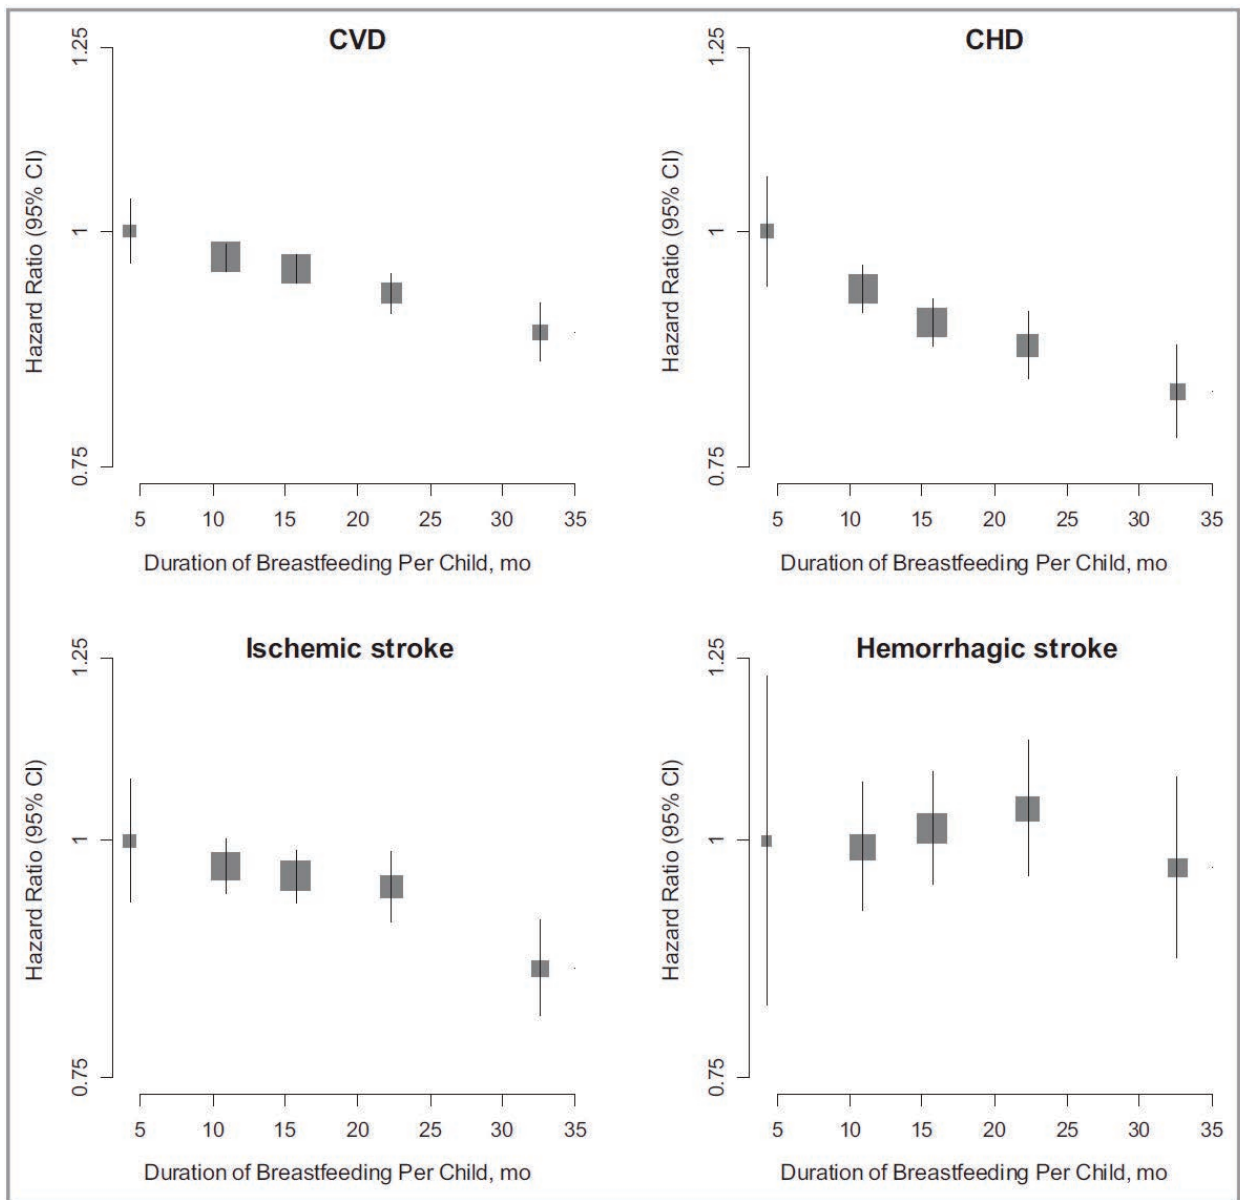 CVD
1.25
1
0.75
Hazard Ratio (95% CI)
5 10 15 20 25 30 35
Duration of Breastfeeding Per Child, mo
CHD
1.25
1
0.75
Hazard Ratio (95% CI)
5 10 15 20 25 30 35
Duration of Breastfeeding Per Child, mo
Ischemic stroke
1.25
1
0.75
Hazard Ratio (95% CI)
5 10 15 20 25 30 35
Duration of Breastfeeding Per Child, mo
Hemorrhagic stroke
1.25
1
0.75
Hazard Ratio (95% CI)
5 10 15 20 25 30 35
Duration of Breastfeeding Per Child, mo